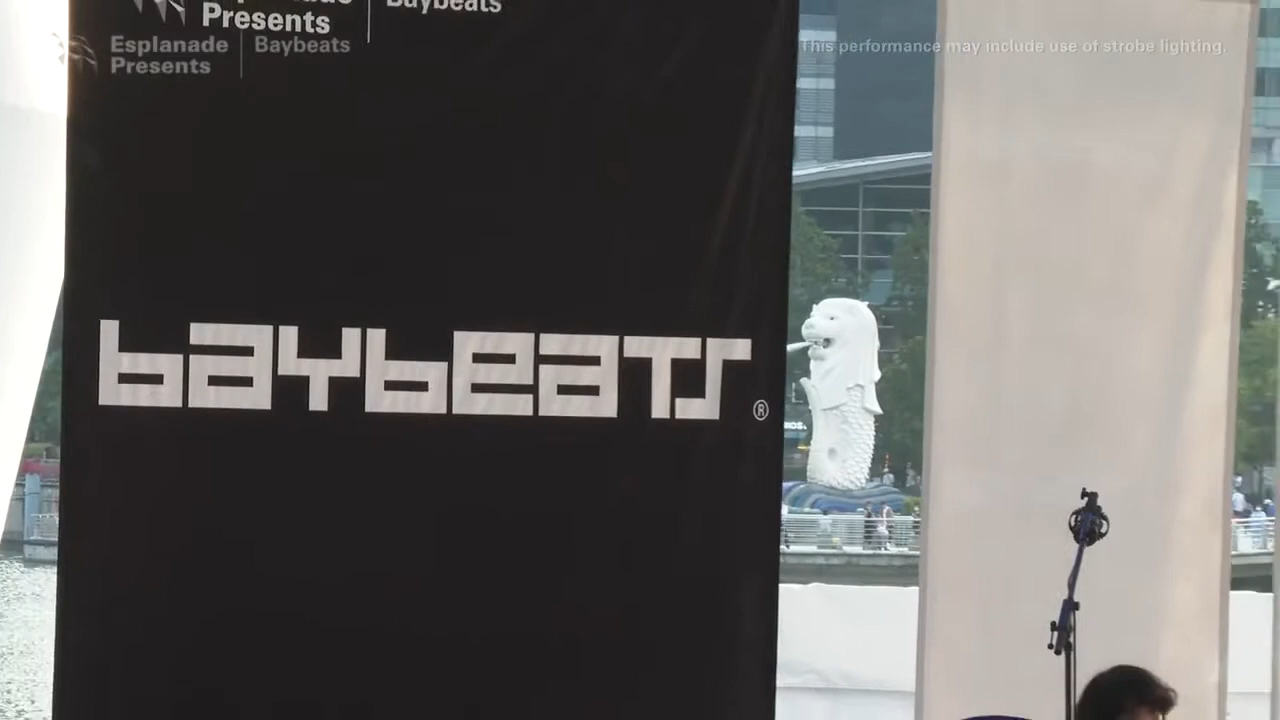 Presents
Baybeats
Esplanade
Presents
Baybeats
This performance may include use of strobe lighting.
baybeats®